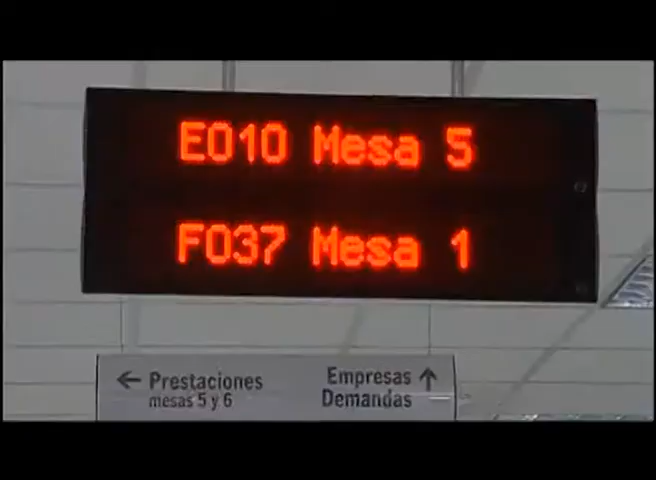 E010 Mesa 5
F037 Mesa 1
← Prestaciones
mesas 5 y 6
Empresas ↑
Demandas